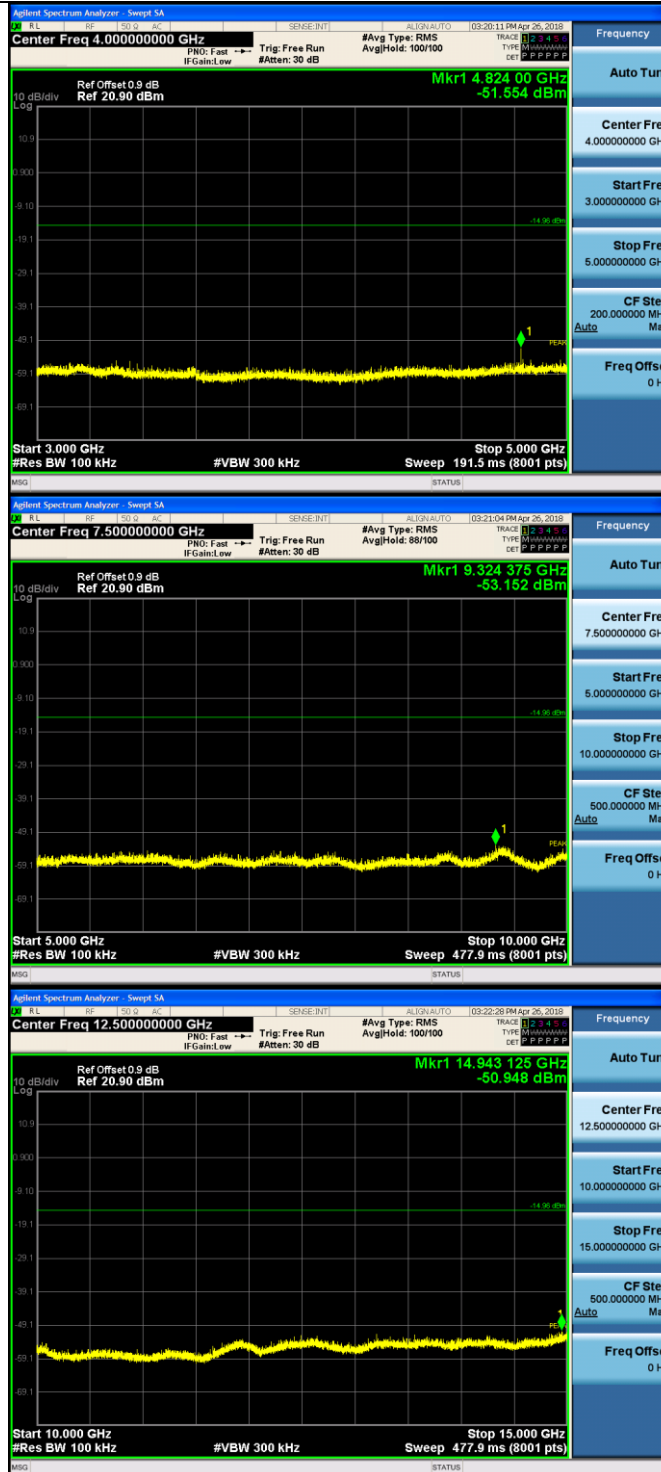 Agilent Spectrum Analyzer - Swept SA
RL RF 50 Ω AC SENSE:INT ALIGNAUTO 03:20:11 PM Apr 26, 2018
Center Freq 4.000000000 GHz
PNO: Fast
IFGain:Low
Trig: Free Run
#Atten: 30 dB
#Avg Type: RMS
Avg|Hold: 100/100
TRACE 1 2 3 4 5 6
TYPE M
DET P P P P P P
Frequency
Auto Tun
Mkr1 4.824 00 GHz
-51.554 dBm
Ref Offset 0.9 dB
10 dB/div Ref 20.90 dBm
Log
10.9
0.900
-9.10
-19.1
-29.1
-39.1
-49.1
-59.1
-69.1
-14.96 dBm
1
PEAK
Center Fre
4.000000000 GH
Start Fre
3.000000000 GH
Stop Fre
5.000000000 GH
CF Ste
200.000000 MH
Auto Ma
Freq Offse
0 H
Start 3.000 GHz Stop 5.000 GHz
#Res BW 100 kHz #VBW 300 kHz Sweep 191.5 ms (8001 pts)
MSG STATUS
Agilent Spectrum Analyzer - Swept SA
RL RF 50 Ω AC SENSE:INT ALIGNAUTO 03:21:04 PM Apr 26, 2018
Center Freq 7.500000000 GHz
PNO: Fast
IFGain:Low
Trig: Free Run
#Atten: 30 dB
#Avg Type: RMS
Avg|Hold: 88/100
TRACE 1 2 3 4 5 6
TYPE M
DET P P P P P P
Frequency
Auto Tun
Mkr1 9.324 375 GHz
-53.152 dBm
Ref Offset 0.9 dB
10 dB/div Ref 20.90 dBm
Log
10.9
0.900
-9.10
-19.1
-29.1
-39.1
-49.1
-59.1
-69.1
-14.96 dBm
1
PEAK
Center Fre
7.500000000 GH
Start Fre
5.000000000 GH
Stop Fre
10.000000000 GH
CF Ste
500.000000 MH
Auto Ma
Freq Offse
0 H
Start 5.000 GHz Stop 10.000 GHz
#Res BW 100 kHz #VBW 300 kHz Sweep 477.9 ms (8001 pts)
MSG STATUS
Agilent Spectrum Analyzer - Swept SA
RL RF 50 Ω AC SENSE:INT ALIGNAUTO 03:22:28 PM Apr 26, 2018
Center Freq 12.500000000 GHz
PNO: Fast
IFGain:Low
Trig: Free Run
#Atten: 30 dB
#Avg Type: RMS
Avg|Hold: 100/100
TRACE 1 2 3 4 5 6
TYPE M
DET P P P P P P
Frequency
Auto Tun
Mkr1 14.943 125 GHz
-50.948 dBm
Ref Offset 0.9 dB
10 dB/div Ref 20.90 dBm
Log
10.9
0.900
-9.10
-19.1
-29.1
-39.1
-49.1
-59.1
-69.1
-14.96 dBm
1
Center Fre
12.500000000 GH
Start Fre
10.000000000 GH
Stop Fre
15.000000000 GH
CF Ste
500.000000 MH
Auto Ma
Freq Offse
0 H
Start 10.000 GHz Stop 15.000 GHz
#Res BW 100 kHz #VBW 300 kHz Sweep 477.9 ms (8001 pts)
MSG STATUS